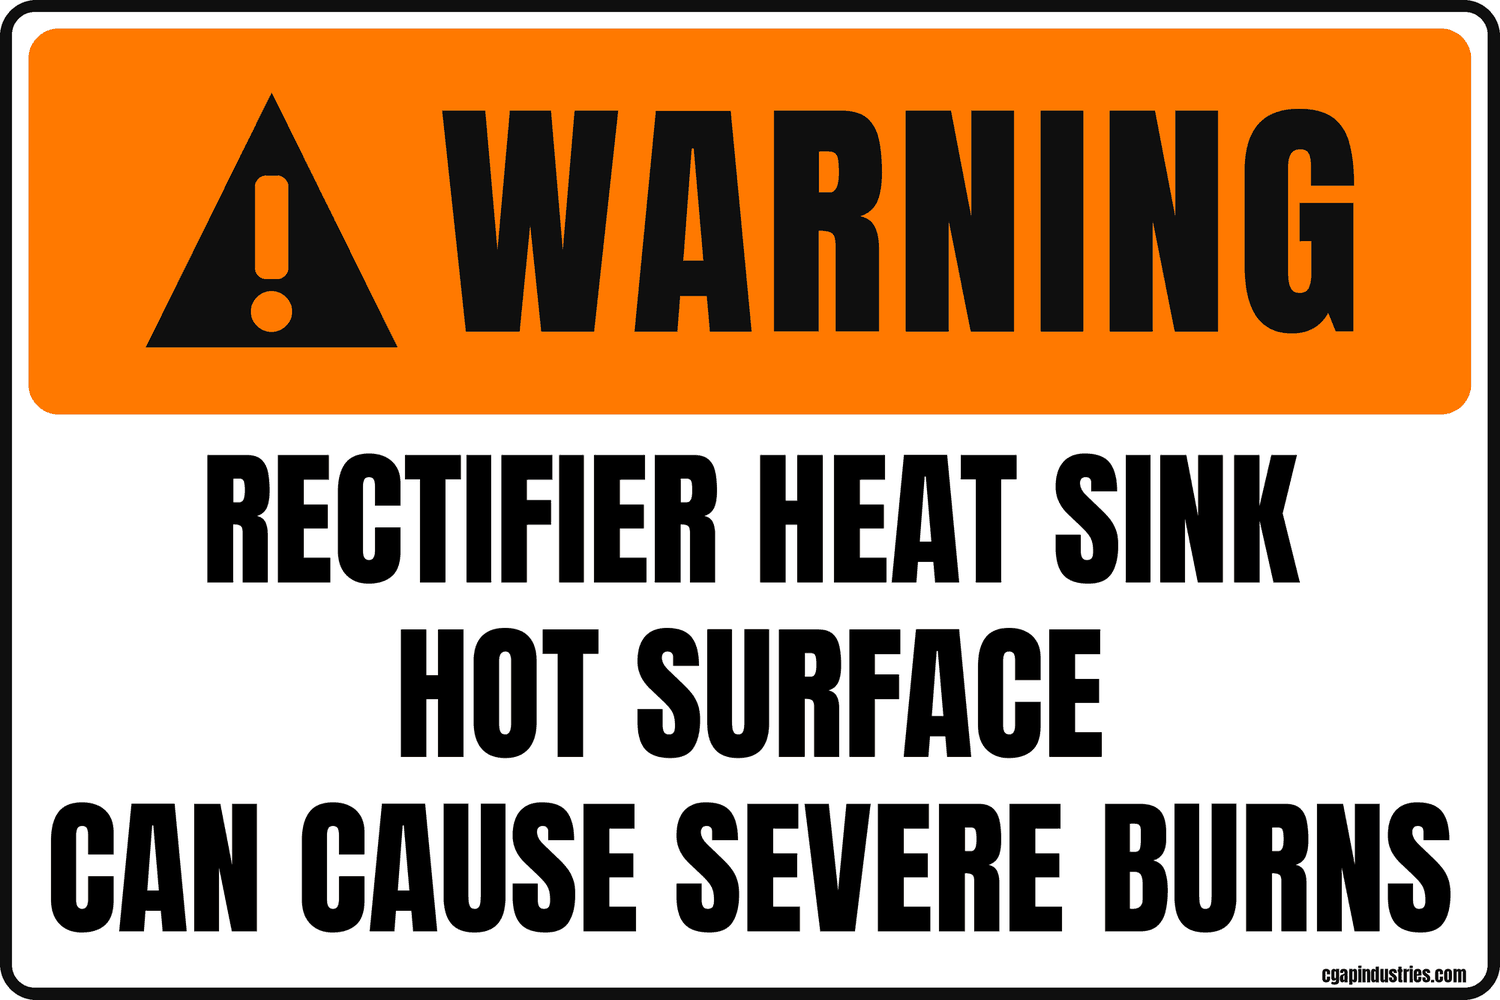 WARNING
RECTIFIER HEAT SINK
HOT SURFACE
CAN CAUSE SEVERE BURNS
cgapindustries.com